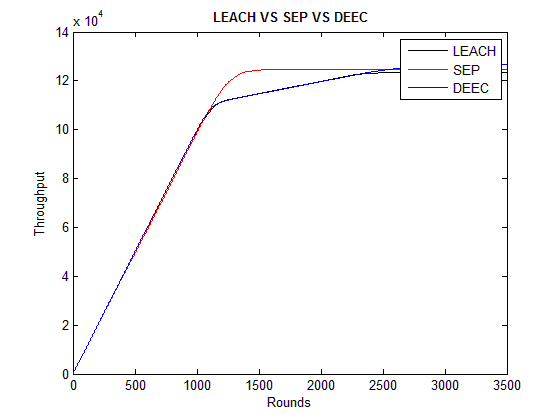 LEACH VS SEP VS DEEC
x 10^4
14
12
10
8
6
4
2
0
Throughput
LEACH
SEP
DEEC
0 500 1000 1500 2000 2500 3000 3500
Rounds